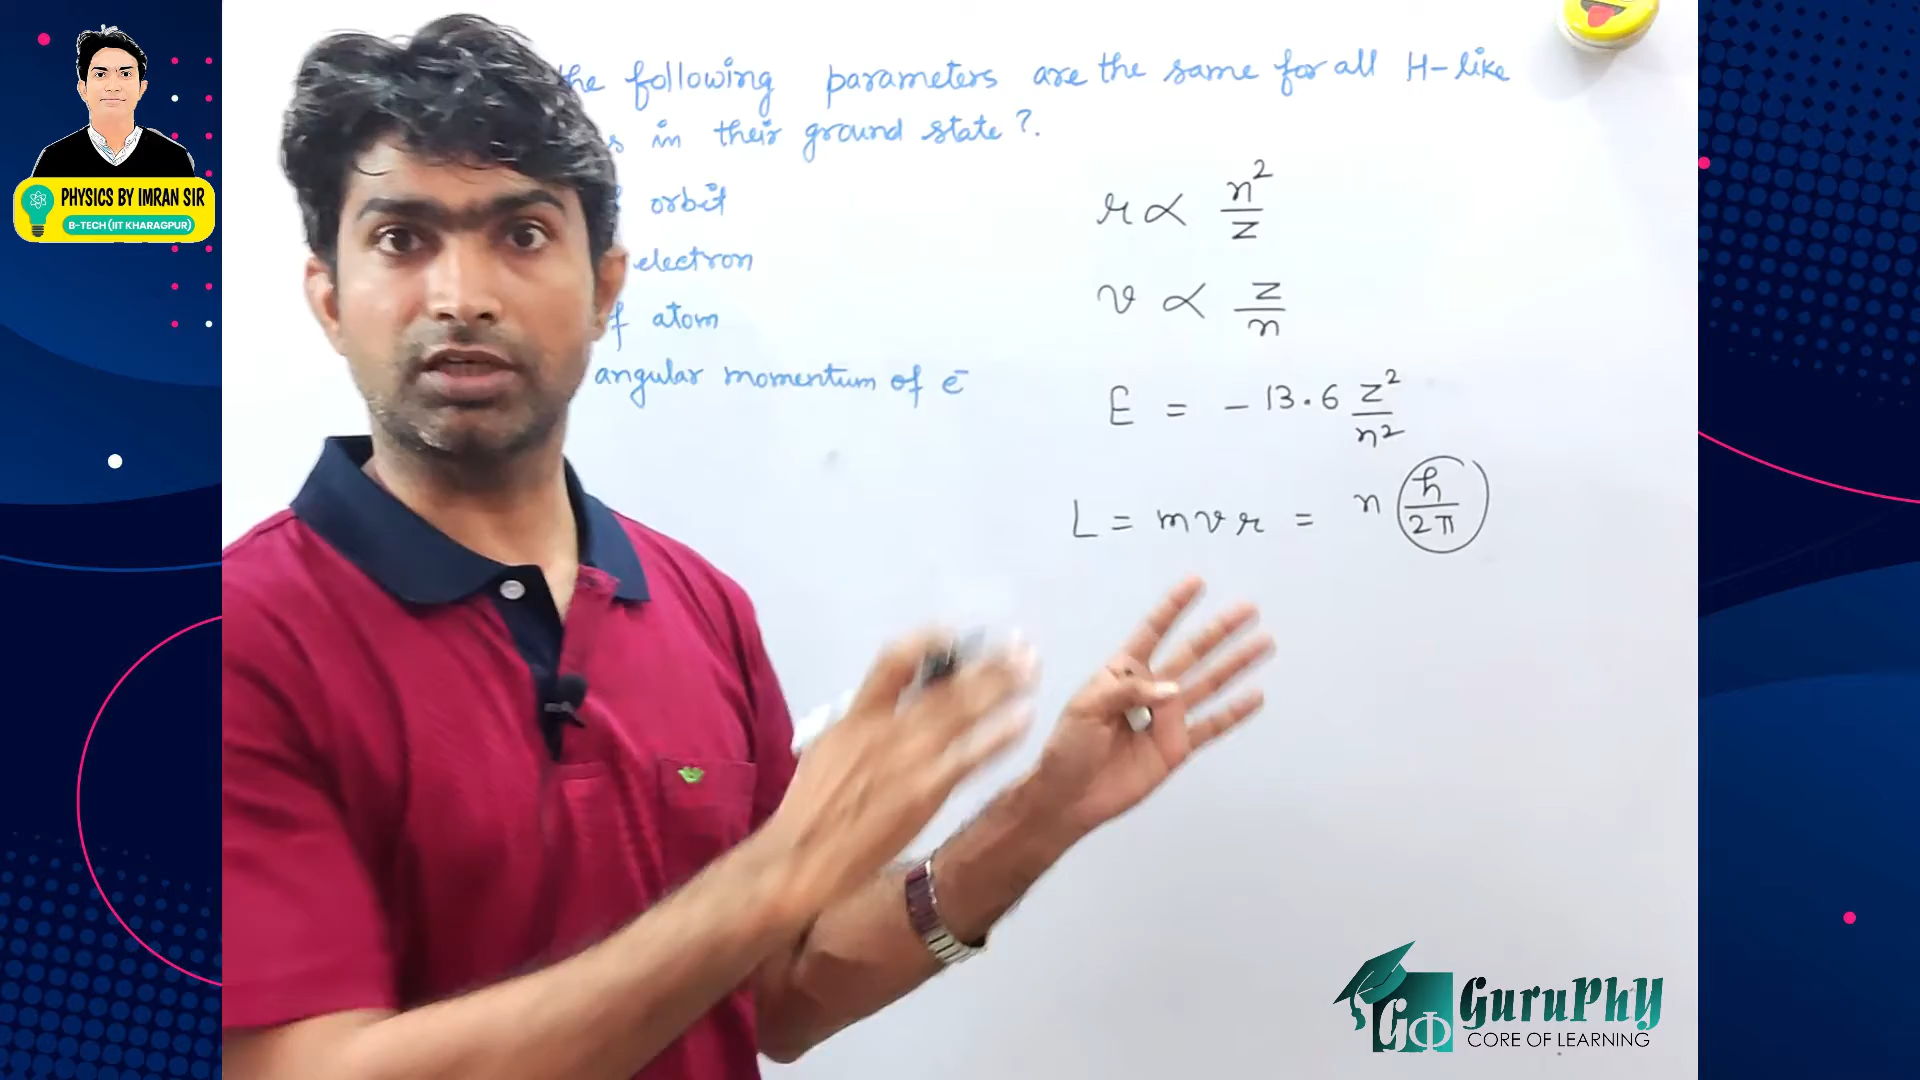 the following parameters are the same for all H-like
s in their ground state ?.
orbit
electron
f atom
angular momentum of e⁻
r ∝ n²/z
v ∝ z/n
E = - 13.6 z²/n²
L = mvr = n h/2π
PHYSICS BY IMRAN SIR
B-TECH (IIT KHARAGPUR)
GΦ GuruPhy
CORE OF LEARNING